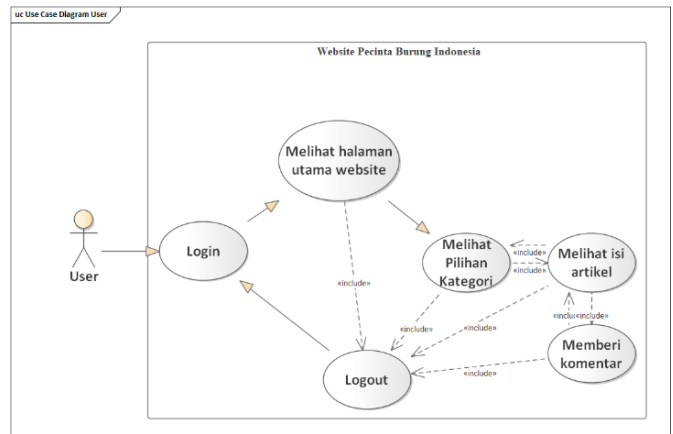 uc Use Case Diagram User
Website Pecinta Burung Indonesia
Melihat halaman
utama website
Login
User
Melihat
Pilihan
Kategori
Melihat isi
artikel
«include»
«include»
«include»
«include»
«include»
«inclu
«include»
Memberi
komentar
«include»
Logout